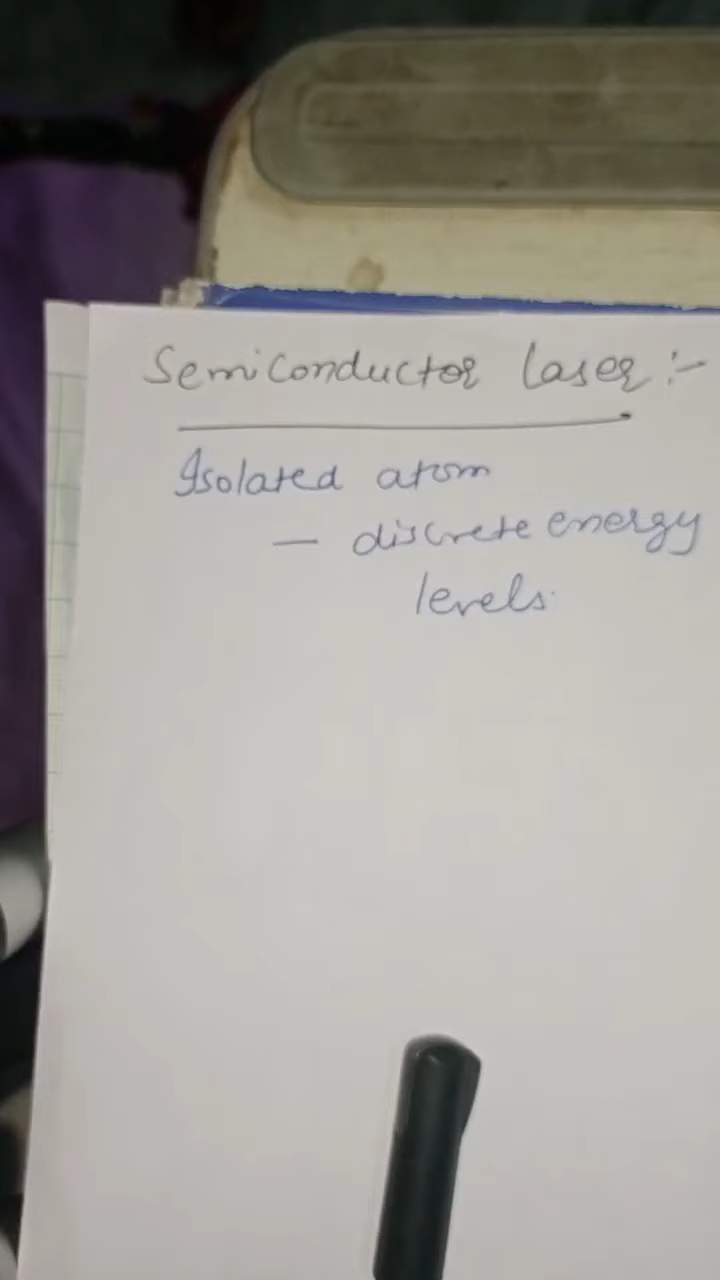 Semiconductor laser :-
Isolated atom
— discrete energy
levels.